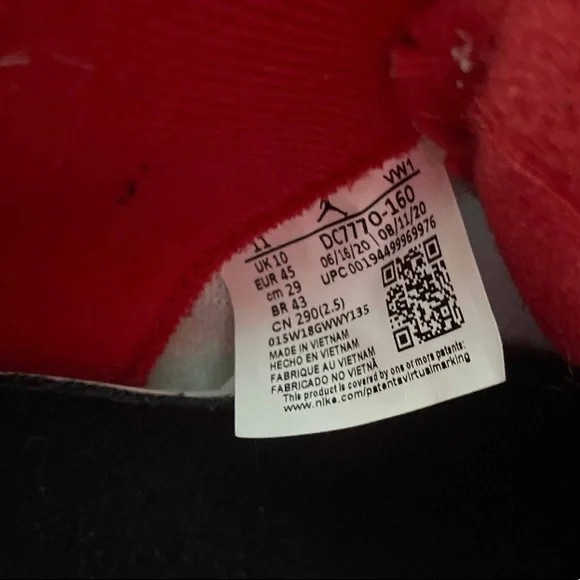 11 VW1
UK 10 DC7770-160
EUR 45 06/16/20 08/11/20
cm 29 UPC 00194499969976
BR 43
CN 290(2.5)
015W18GWWY135
MADE IN VIETNAM
HECHO EN VIETNAM
FABRIQUE AU VIETNAM
FABRICADO NO VIETNÃ
This product is covered by one or more patents:
www.nike.com/patentsvirtualmarking